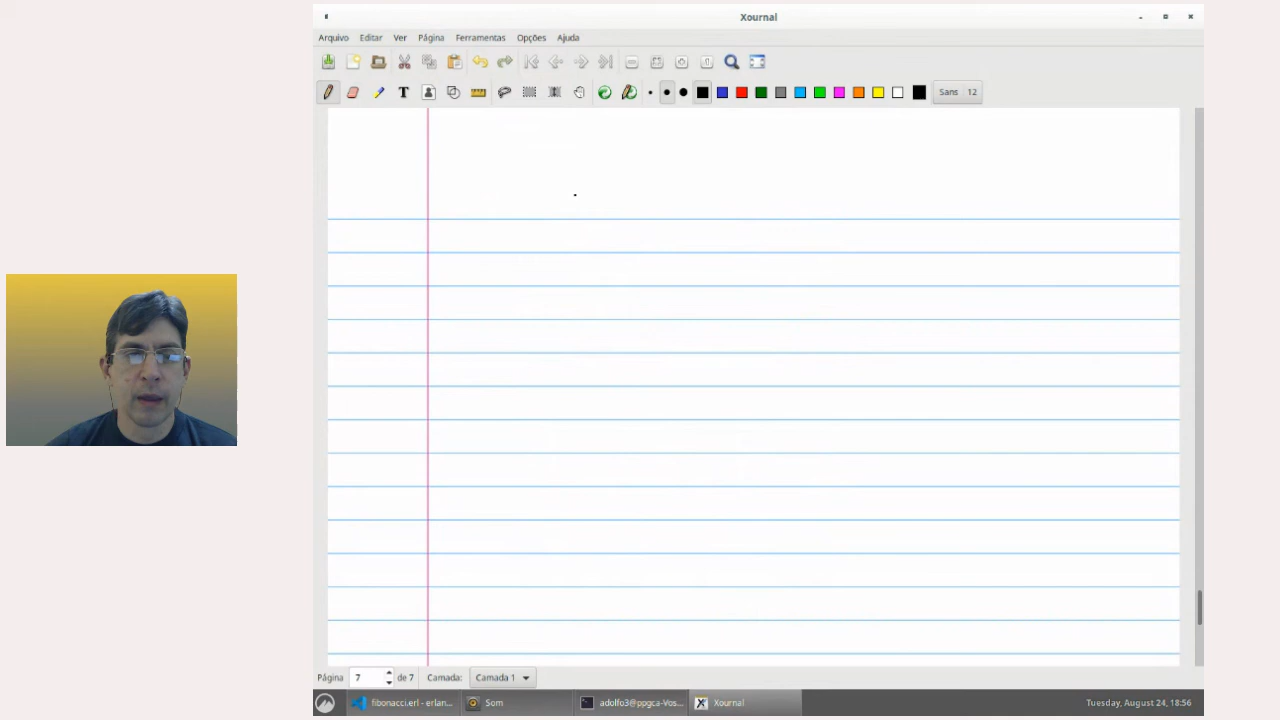 Xournal
Arquivo Editar Ver Página Ferramentas Opções Ajuda
Sans 12
Página 7 de 7 Camada: Camada 1
fibonacci.erl - erlan... Som adolfo3@ppgca-Vos... Xournal Tuesday, August 24, 18:56